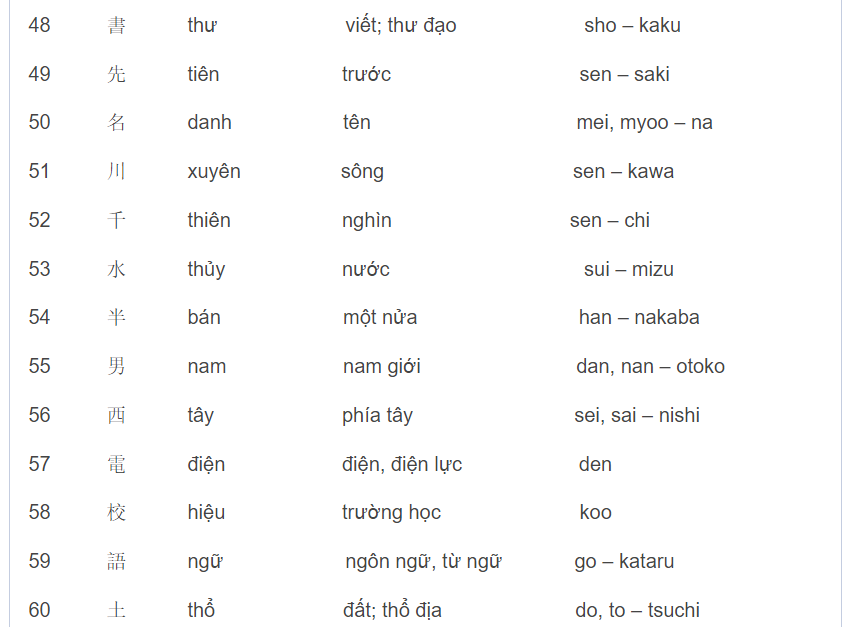 48 書 thư viết; thư đạo sho – kaku
49 先 tiên trước sen – saki
50 名 danh tên mei, myoo – na
51 川 xuyên sông sen – kawa
52 千 thiên nghìn sen – chi
53 水 thủy nước sui – mizu
54 半 bán một nửa han – nakaba
55 男 nam nam giới dan, nan – otoko
56 西 tây phía tây sei, sai – nishi
57 電 điện điện, điện lực den
58 校 hiệu trường học koo
59 語 ngữ ngôn ngữ, từ ngữ go – kataru
60 土 thổ đất; thổ địa do, to – tsuchi